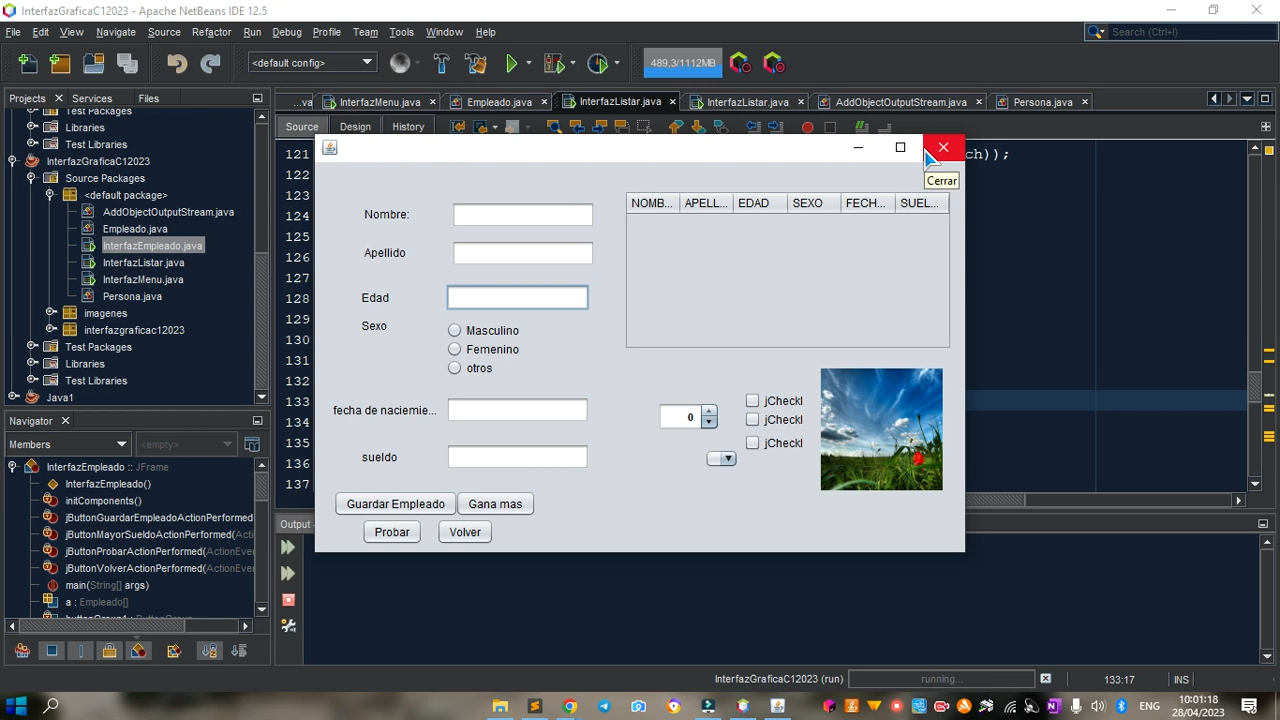 InterfazGraficaC12023 - Apache NetBeans IDE 12.5
File Edit View Navigate Source Refactor Run Debug Profile Team Tools Window Help
Search (Ctrl+I)
<default config>
489,3/1112MB
Projects Services Files
...va InterfazMenu.java Empleado.java InterfazListar.java InterfazListar.java AddObjectOutputStream.java Persona.java
Source Design History
Test Packages
Libraries
Test Libraries
InterfazGraficaC12023
Source Packages
<default package>
AddObjectOutputStream.java
Empleado.java
InterfazEmpleado.java
InterfazListar.java
InterfazMenu.java
Persona.java
imagenes
interfazgraficac12023
Test Packages
Libraries
Test Libraries
Java1
Navigator
Members <empty>
InterfazEmpleado :: JFrame
InterfazEmpleado()
initComponents()
jButtonGuardarEmpleadoActionPerformed
jButtonMayorSueldoActionPerformed(
jButtonProbarActionPerformed(ActionEver
jButtonVolverActionPerformed(ActionEve
main(String[] args)
a : Empleado[]
buttonGroup1 : ButtonGroup
121 ch));
122
123
124
125
126
127
128
129
130
131
132
133
134
135
136
137
Cerrar
Nombre:
Apellido
Edad
Sexo
Masculino
Femenino
otros
fecha de naciemie...
sueldo
Guardar Empleado Gana mas
Probar Volver
NOMB... APELL... EDAD SEXO FECH... SUEL...
0
jCheckl
jCheckl
jCheckl
Output -
InterfazGraficaC12023 (run) running... 133:17 INS
ENG
10:01:18
28/04/2023